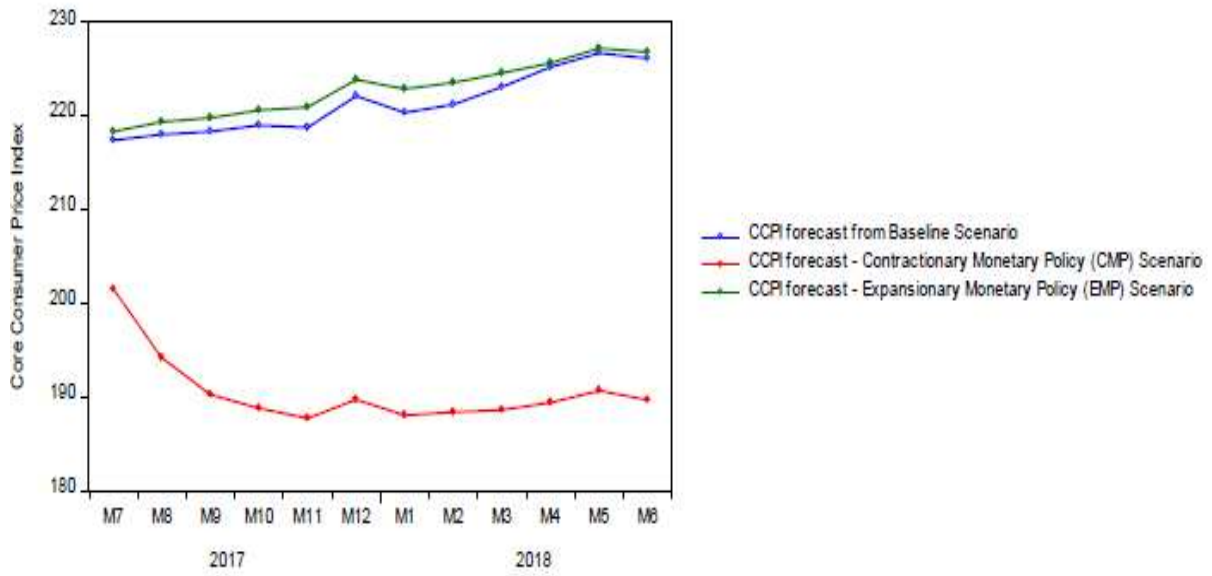 230
220
210
200
190
180
Core Consumer Price Index
M7 M8 M9 M10 M11 M12 M1 M2 M3 M4 M5 M6
2017 2018
CCPI forecast from Baseline Scenario
CCPI forecast - Contractionary Monetary Policy (CMP) Scenario
CCPI forecast - Expansionary Monetary Policy (EMP) Scenario